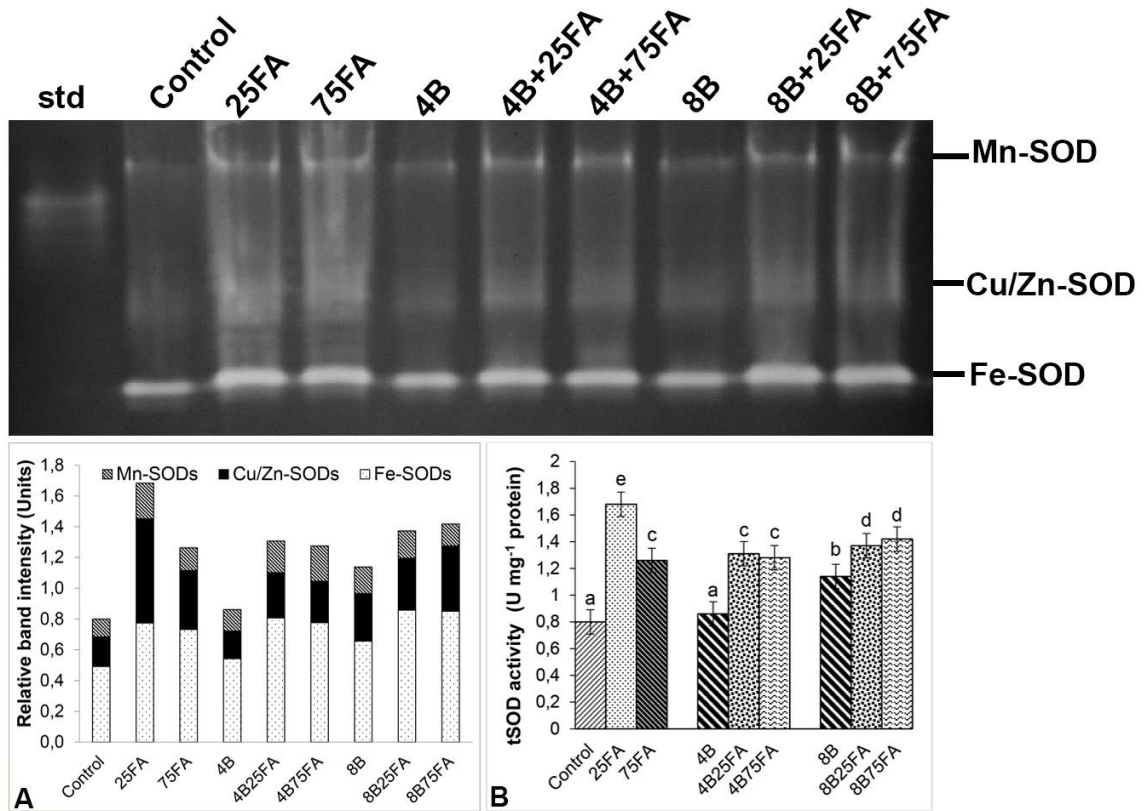 std Control 25FA 75FA 4B 4B+25FA 4B+75FA 8B 8B+25FA 8B+75FA
Mn-SOD
Cu/Zn-SOD
Fe-SOD
Relative band intensity (Units)
Mn-SODs Cu/Zn-SODs Fe-SODs
1,8
1,6
1,4
1,2
1,0
0,8
0,6
0,4
0,2
0,0
Control 25FA 75FA 4B 4B25FA 4B75FA 8B 8B25FA 8B75FA
A
tSOD activity (U mg⁻¹ protein)
2
1,8
1,6
1,4
1,2
1
0,8
0,6
0,4
0,2
0
a e c a c c b d d
Control 25FA 75FA 4B 4B25FA 4B75FA 8B 8B25FA 8B75FA
B